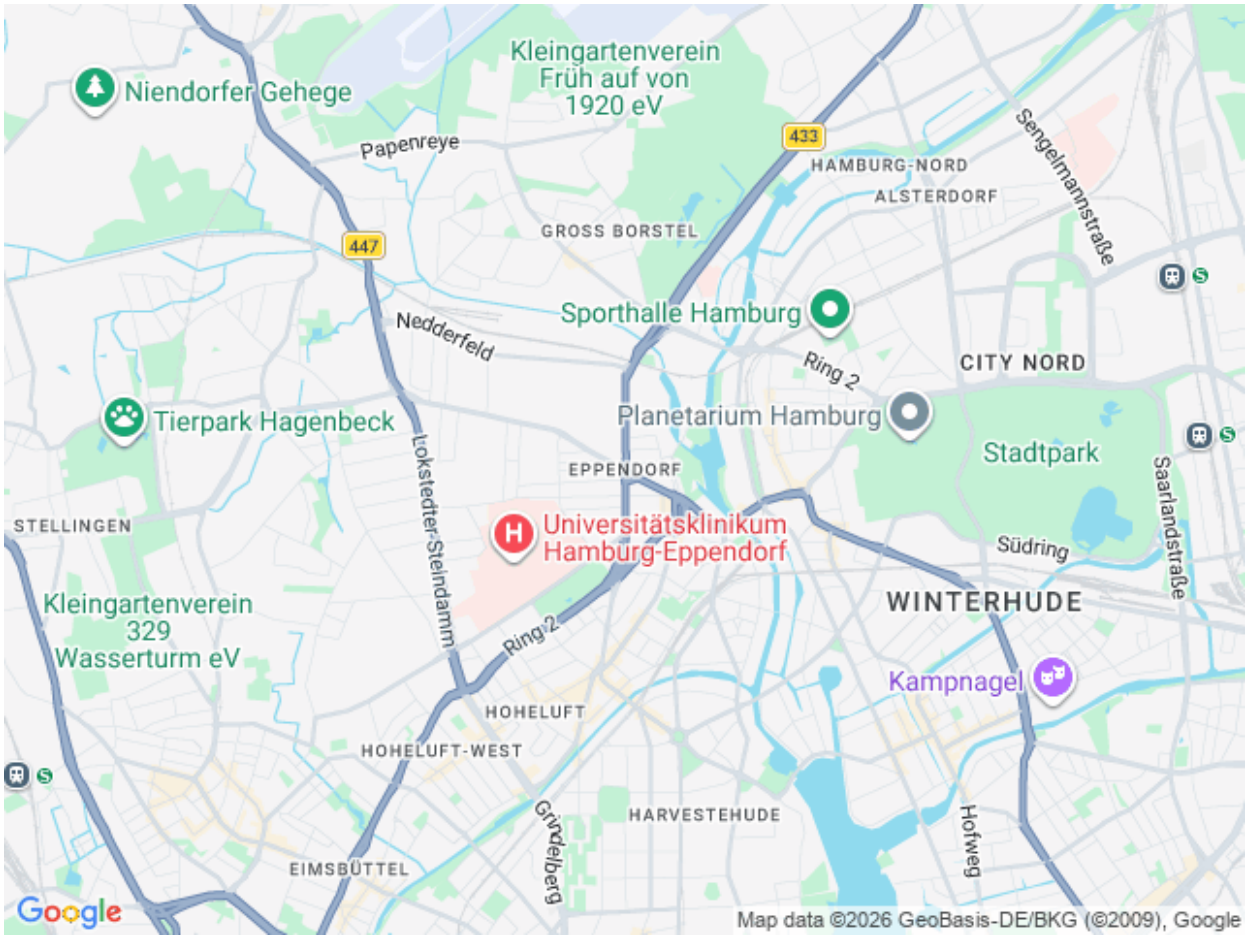 Kleingartenverein
Früh auf von
1920 eV
Niendorfer Gehege
Papenreye
433
Sengelmannstraße
HAMBURG-NORD
ALSTERDORF
GROSS BORSTEL
447
S
Sporthalle Hamburg
Nedderfeld
Ring 2
CITY NORD
Planetarium Hamburg
Tierpark Hagenbeck
S
Stadtpark
EPPENDORF
Lokstedter-Steindamm
Saarlandstraße
STELLINGEN
H
Universitätsklinikum
Hamburg-Eppendorf
Südring
Kleingartenverein
329
Wasserturm eV
WINTERHUDE
Ring 2
Kampnagel
HOHELUFT
HOHELUFT-WEST
S
HARVESTEHUDE
Grindelberg
Hofweg
EIMSBÜTTEL
Google
Map data ©2026 GeoBasis-DE/BKG (©2009), Google